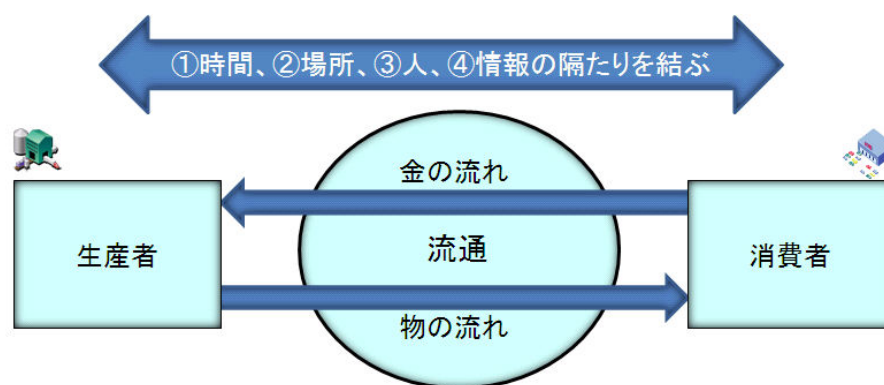 ①時間、②場所、③人、④情報の隔たりを結ぶ
金の流れ
生産者
流通
消費者
物の流れ